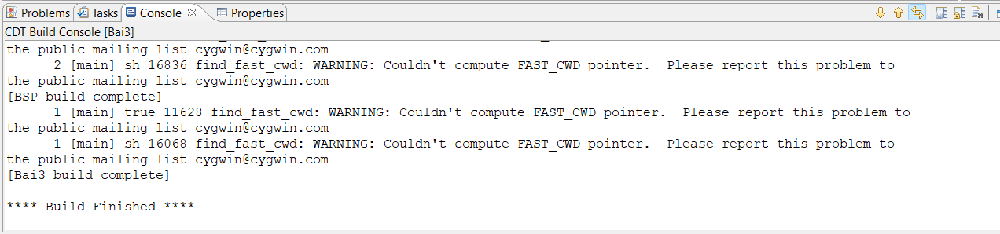 Problems Tasks Console Properties
CDT Build Console [Bai3]
the public mailing list cygwin@cygwin.com
2 [main] sh 16836 find_fast_cwd: WARNING: Couldn't compute FAST_CWD pointer.  Please report this problem to
the public mailing list cygwin@cygwin.com
[BSP build complete]
1 [main] true 11628 find_fast_cwd: WARNING: Couldn't compute FAST_CWD pointer.  Please report this problem to
the public mailing list cygwin@cygwin.com
1 [main] sh 16068 find_fast_cwd: WARNING: Couldn't compute FAST_CWD pointer.  Please report this problem to
the public mailing list cygwin@cygwin.com
[Bai3 build complete]
**** Build Finished ****